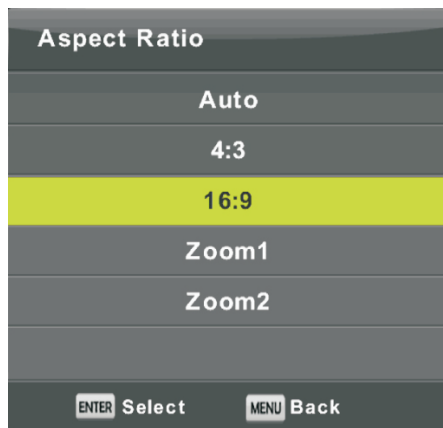 Aspect Ratio
Auto
4:3
16:9
Zoom1
Zoom2
ENTER Select MENU Back